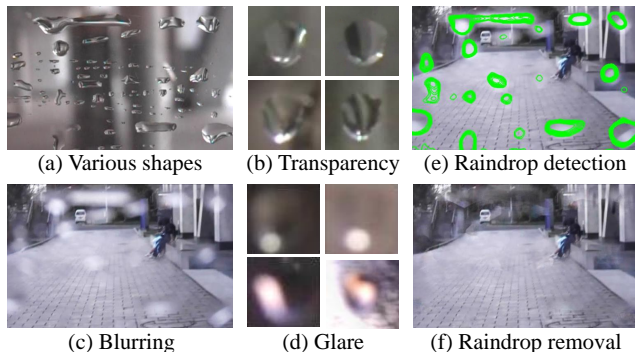 (a) Various shapes
(b) Transparency
(e) Raindrop detection
(c) Blurring
(d) Glare
(f) Raindrop removal